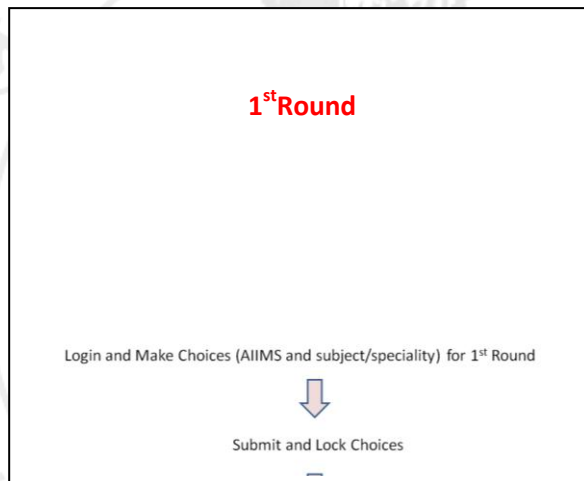 1stRound
Login and Make Choices (AIIMS and subject/speciality) for 1st Round
Submit and Lock Choices